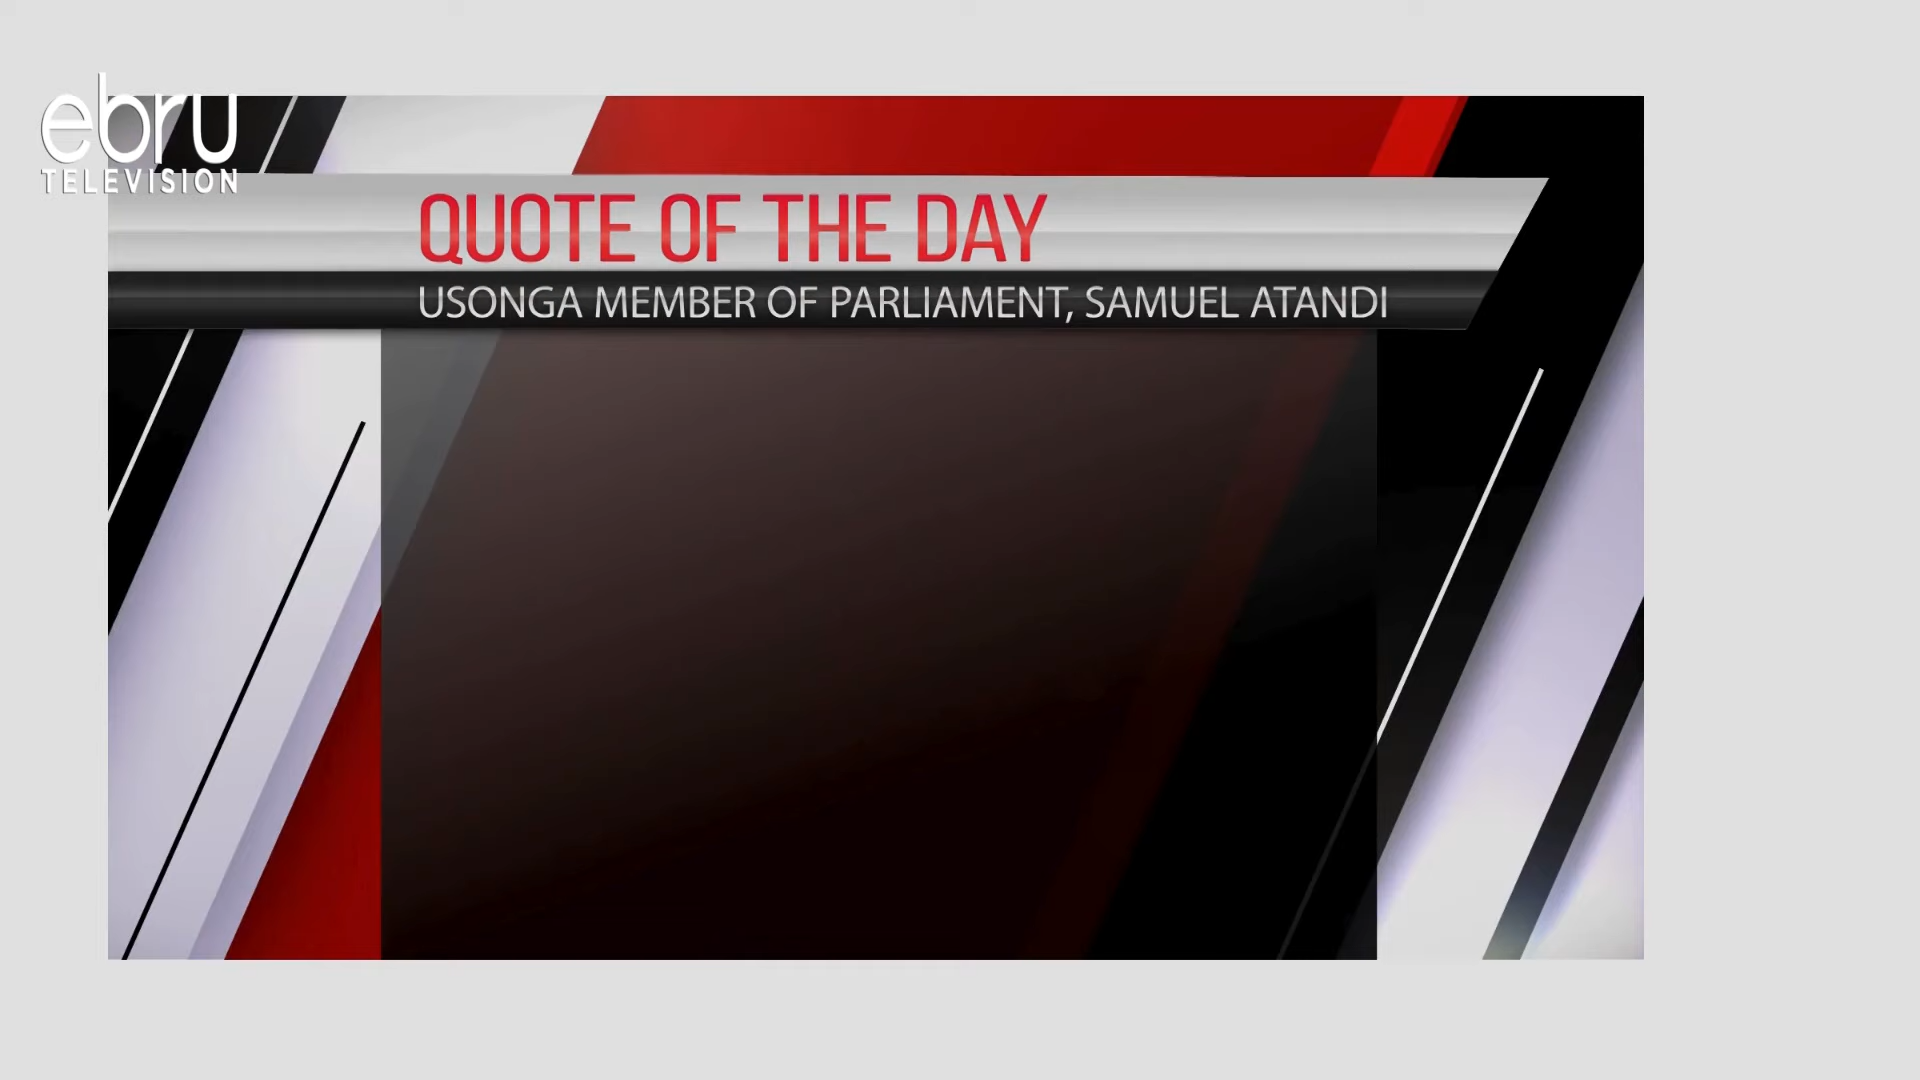 ebru
TELEVISION
QUOTE OF THE DAY
USONGA MEMBER OF PARLIAMENT, SAMUEL ATANDI